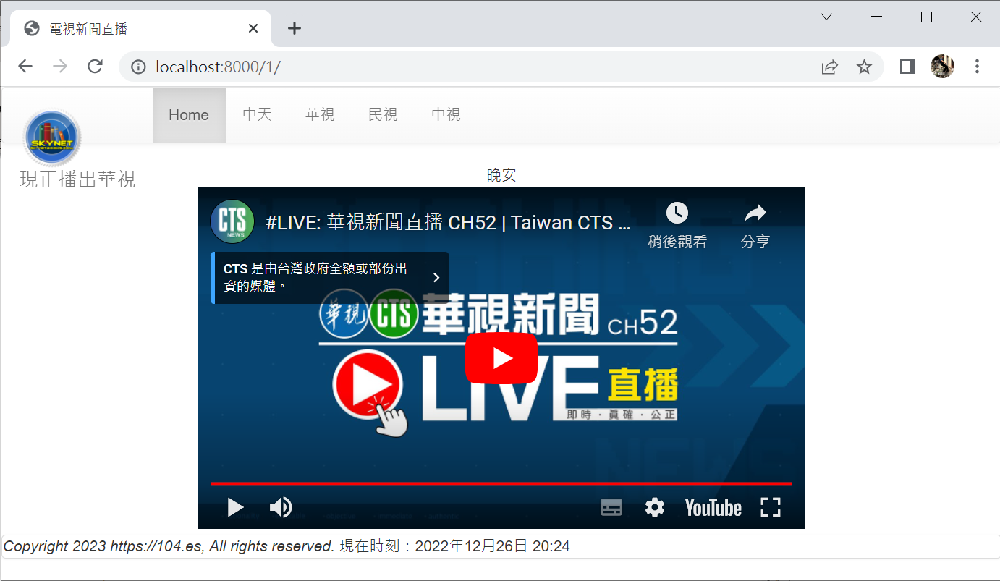 電視新聞直播
localhost:8000/1/
SKYNET
Home 中天 華視 民視 中視
現正播出華視
晚安
CTS NEWS
#LIVE: 華視新聞直播 CH52 | Taiwan CTS ...
稍後觀看 分享
CTS 是由台灣政府全額或部份出
資的媒體。
華視 CTS 華視新聞 CH52
LIVE 直播
即時．真確．公正
YouTube
Copyright 2023 https://104.es, All rights reserved. 現在時刻：2022年12月26日 20:24